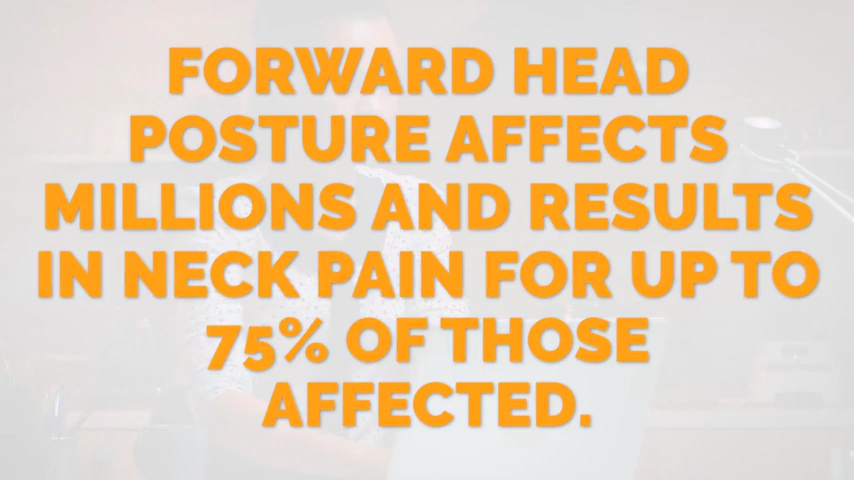 FORWARD HEAD
POSTURE AFFECTS
MILLIONS AND RESULTS
IN NECK PAIN FOR UP TO
75% OF THOSE
AFFECTED.